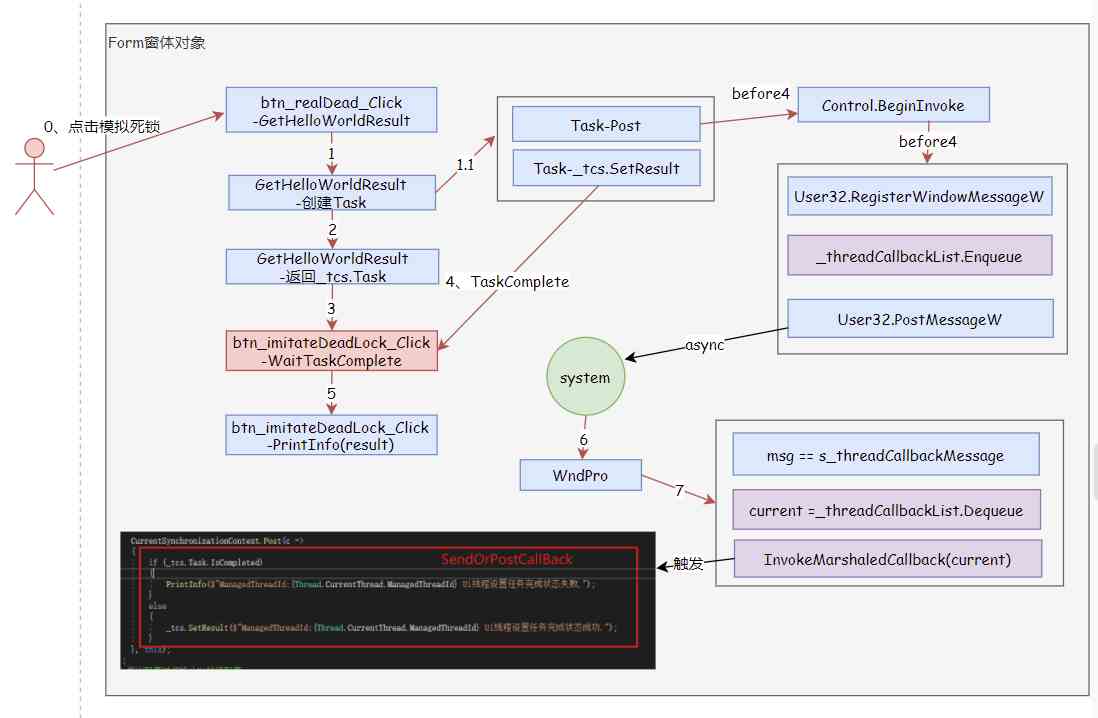 Form窗体对象
0、点击模拟死锁
btn_realDead_Click
-GetHelloWorldResult
1
GetHelloWorldResult
-创建Task
1.1
2
GetHelloWorldResult
-返回_tcs.Task
3
btn_imitateDeadLock_Click
-WaitTaskComplete
5
btn_imitateDeadLock_Click
-PrintInfo(result)
Task-Post
Task-_tcs.SetResult
4、TaskComplete
before4
Control.BeginInvoke
before4
User32.RegisterWindowMessageW
_threadCallbackList.Enqueue
User32.PostMessageW
async
system
6
WndPro
7
msg == s_threadCallbackMessage
current =_threadCallbackList.Dequeue
InvokeMarshaledCallback(current)
触发
CurrentSynchronizationContext.Post(c =>
{
SendOrPostCallBack
if (_tcs.Task.IsCompleted)
{
PrintInfo($"ManagedThreadId:{Thread.CurrentThread.ManagedThreadId} UI线程设置任务完成状态失败.");
}
else
{
_tcs.SetResult($"ManagedThreadId:{Thread.CurrentThread.ManagedThreadId} UI线程设置任务完成状态成功.");
}
}, this);